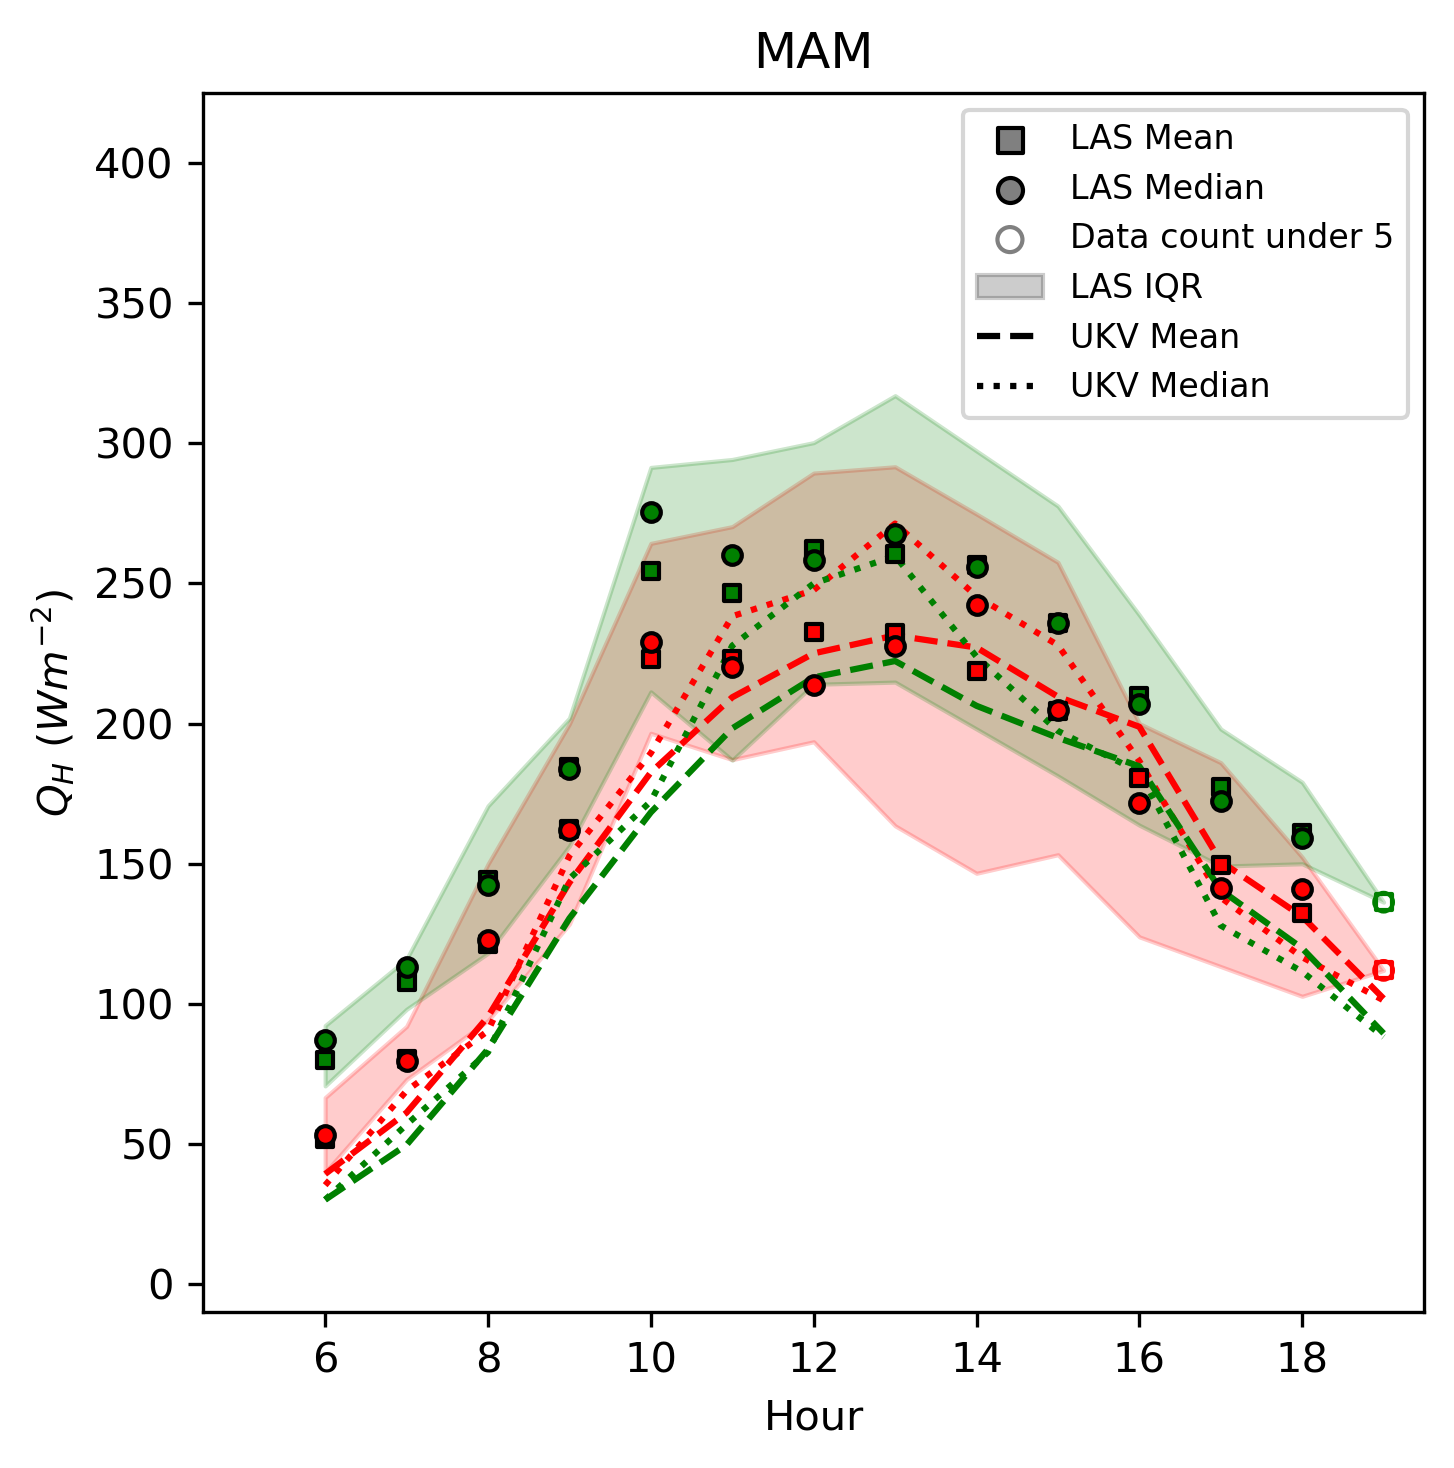 MAM
400
350
300
250
200
150
100
50
0
Q_H (Wm^{-2})
LAS Mean
LAS Median
Data count under 5
LAS IQR
UKV Mean
UKV Median
6 8 10 12 14 16 18
Hour